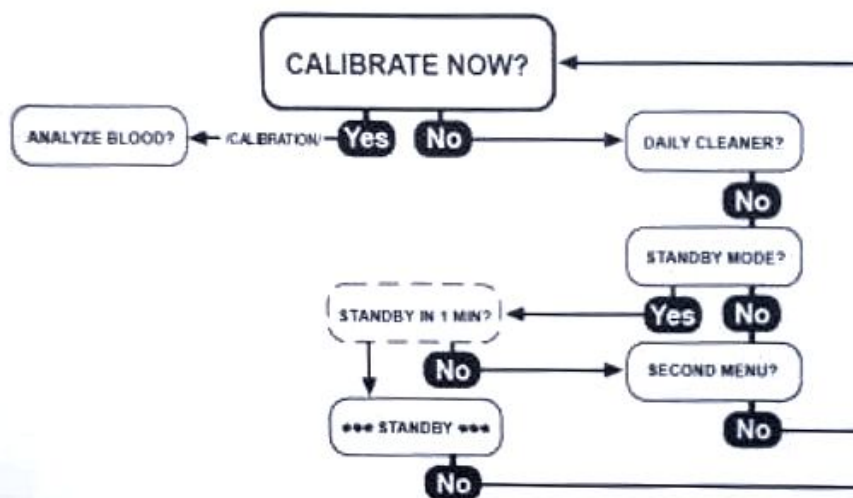 CALIBRATE NOW?
ANALYZE BLOOD?
/CALIBRATION/
Yes
No
DAILY CLEANER?
No
STANDBY MODE?
STANDBY IN 1 MIN?
Yes
No
No
SECOND MENU?
*** STANDBY ***
No
No